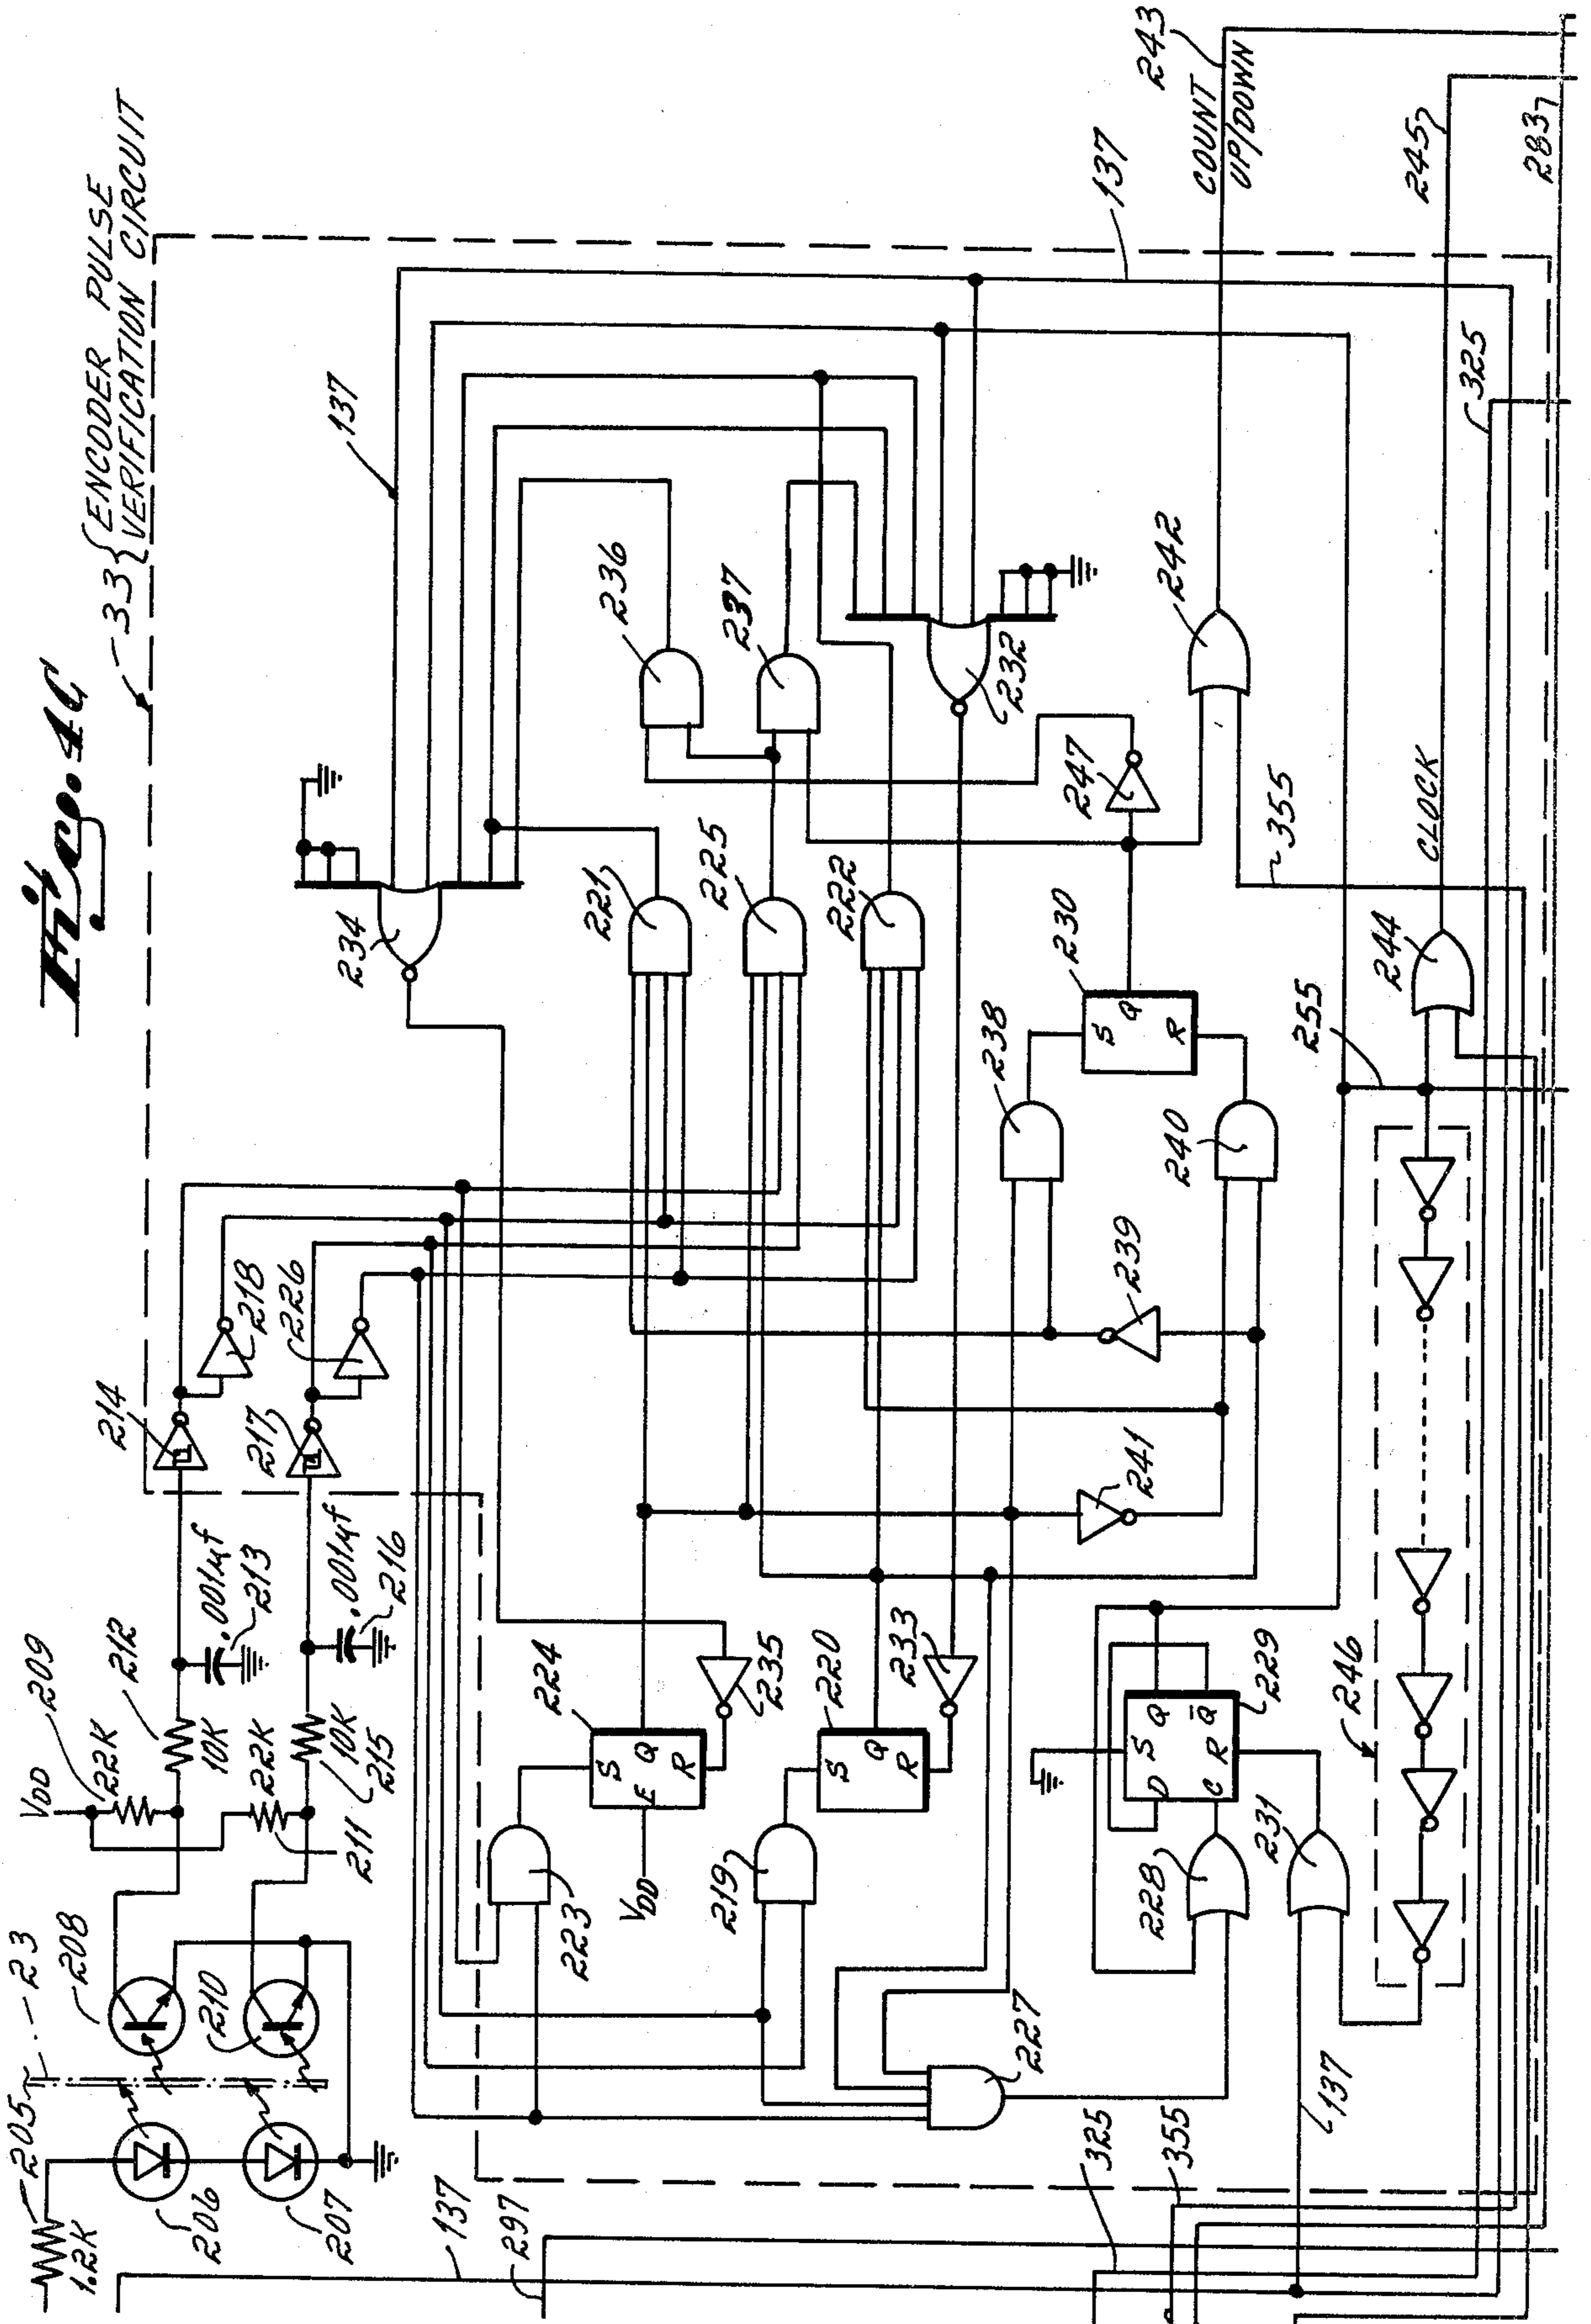 Fig. 4C
33 { ENCODER PULSE
VERIFICATION CIRCUIT
205
1.2K
23
208
206
207
210
VDD
209
22K
212
10K
.001µf
213
214
218
22K
211
10K
215
.001µf
216
217
226
137
234
236
237
232
221
225
222
223
224
S
E Q
R
VDD
235
219
220
S
Q
R
233
227
241
239
238
240
230
S
Q
R
247
242
COUNT
UP/DOWN
243
137
137
297
228
229
S
D Q
C R Q̅
231
137
246
255
244
CLOCK
245
355
325
283
325
355